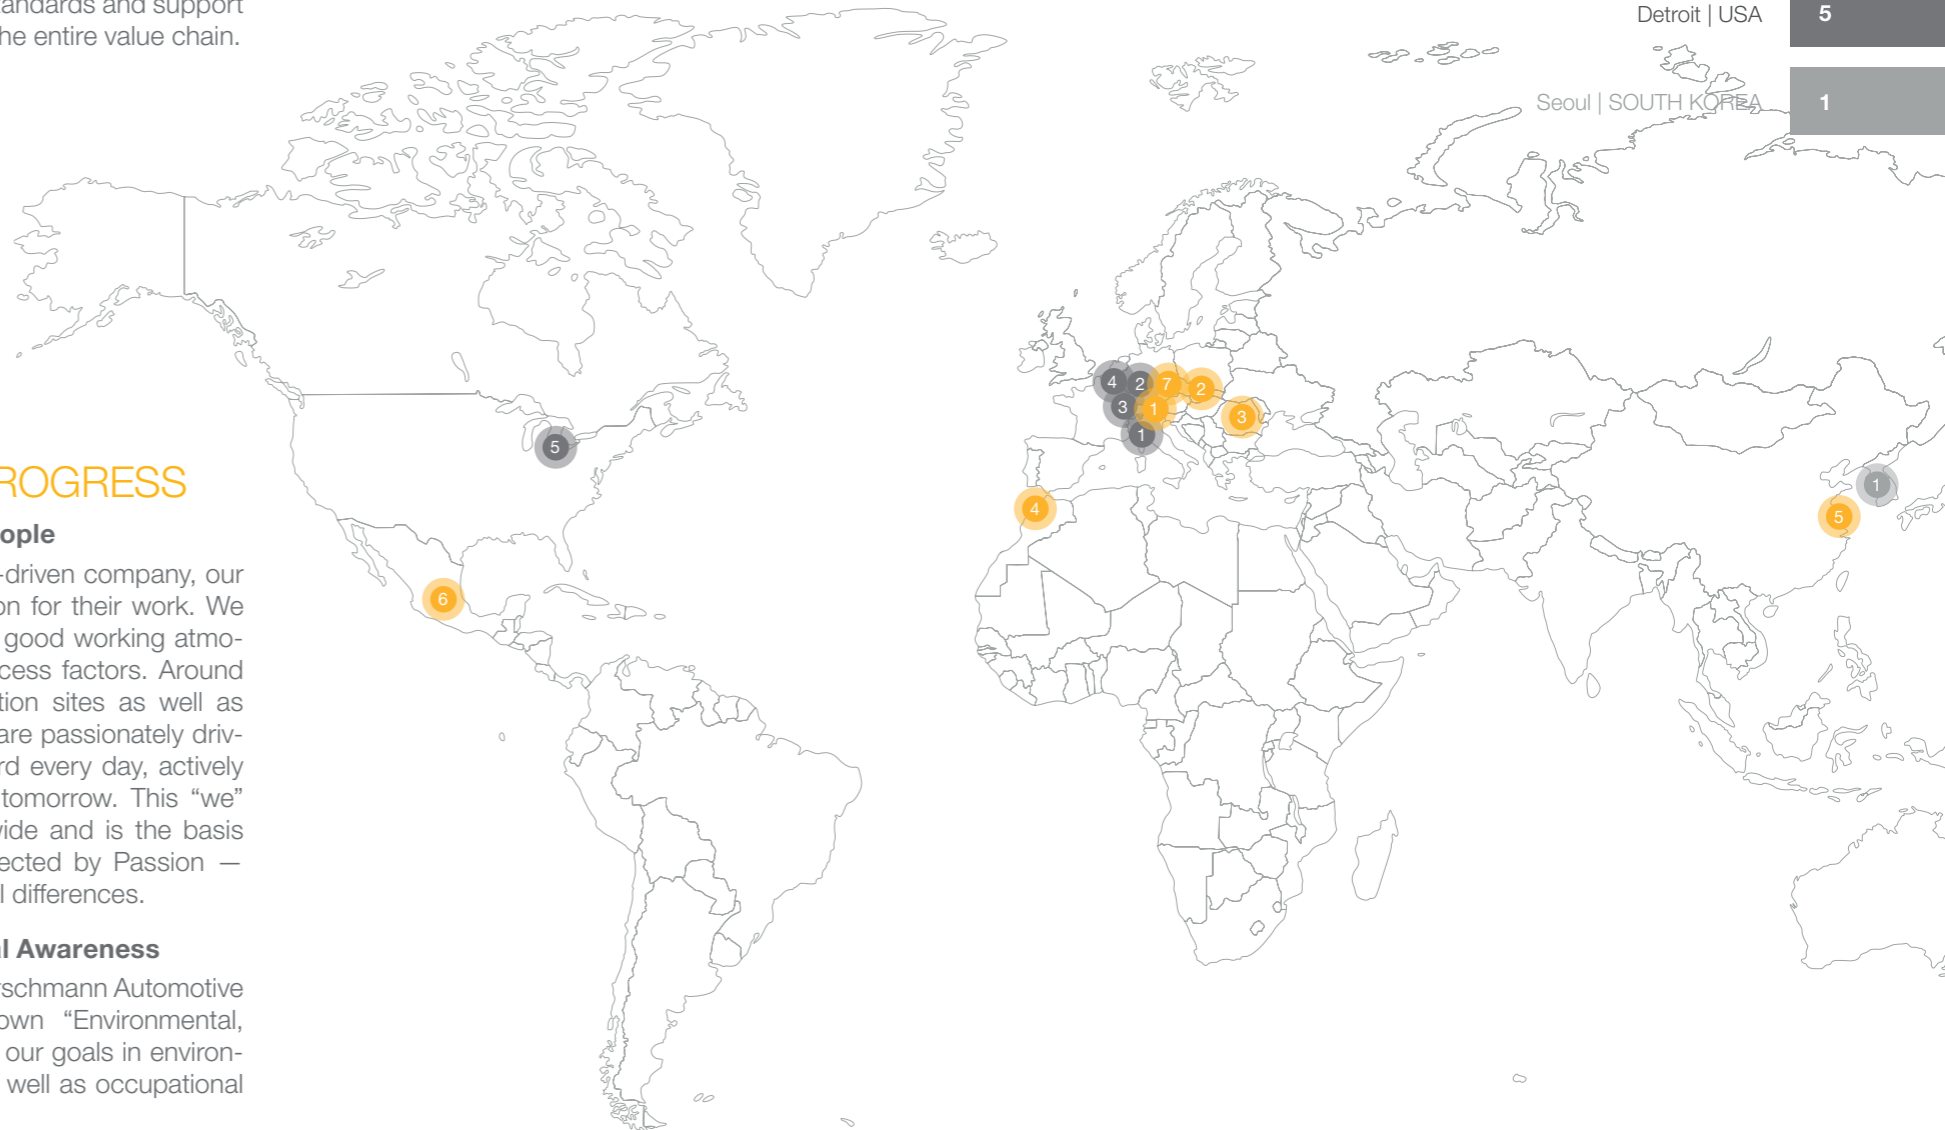 tandards and support
he entire value chain.
Detroit | USA
5
Seoul | SOUTH KOREA
1
ROGRESS
ople
-driven company, our
on for their work. We
good working atmo-
cess factors. Around
tion sites as well as
are passionately driv-
rd every day, actively
tomorrow. This “we”
vide and is the basis
ected by Passion —
l differences.
l Awareness
rschmann Automotive
own “Environmental,
our goals in environ-
well as occupational
4
2
7
2
3
1
3
1
5
4
1
5
6